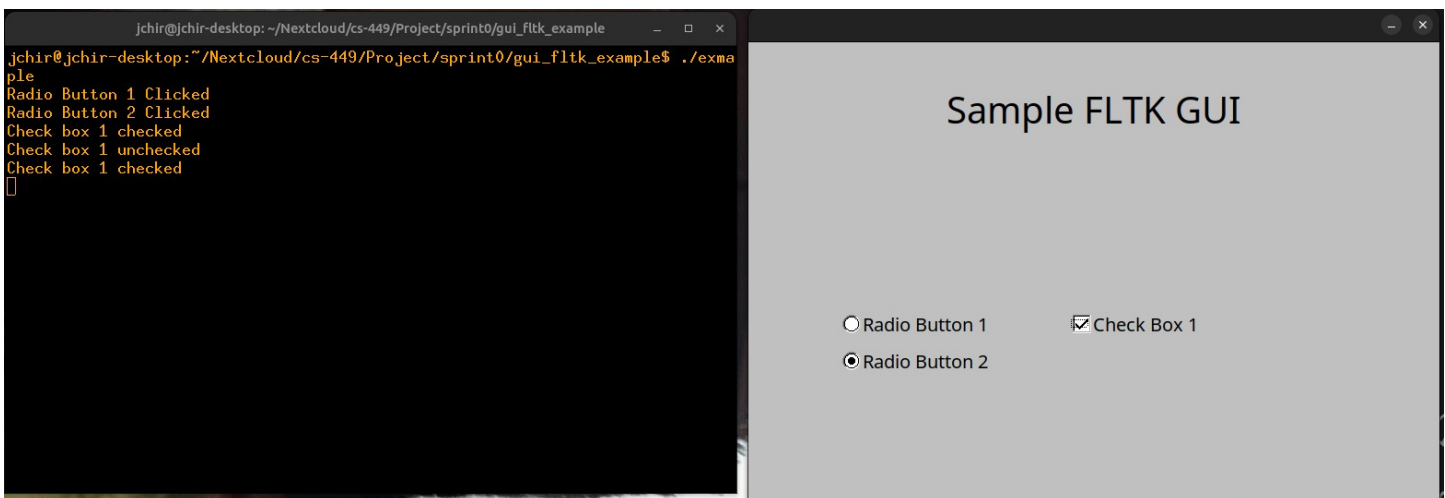 jchir@jchir-desktop: ~/Nextcloud/cs-449/Project/sprint0/gui_fltk_example
jchir@jchir-desktop:~/Nextcloud/cs-449/Project/sprint0/gui_fltk_example$ ./exma
ple
Radio Button 1 Clicked
Radio Button 2 Clicked
Check box 1 checked
Check box 1 unchecked
Check box 1 checked
Sample FLTK GUI
Radio Button 1
Check Box 1
Radio Button 2